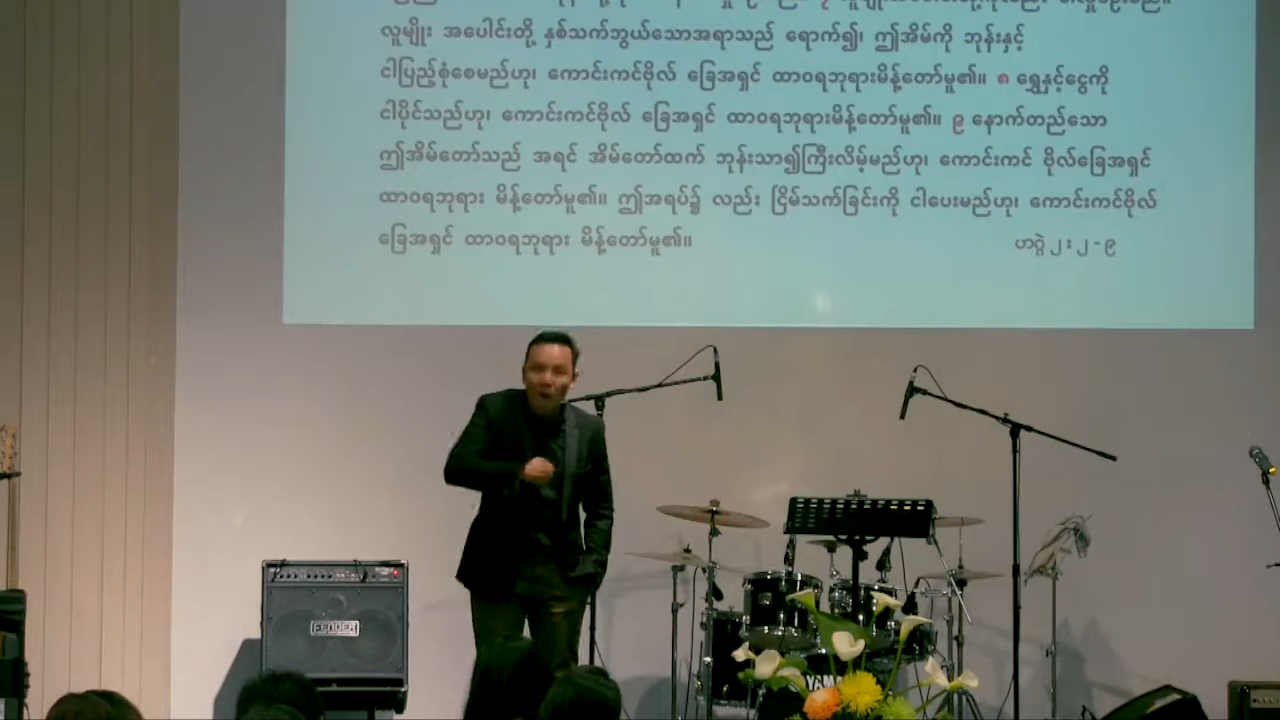 လူမျိုး အပေါင်းတို့ နှစ်သက်ဘွယ်သောအရာသည် ရောက်၍၊ ဤအိမ်ကို ဘုန်းနှင့်
ငါပြည့်စုံစေမည်ဟု၊ ကောင်းကင်ဗိုလ် ခြေအရှင် ထာဝရဘုရားမိန့်တော်မူ၏။ ၈ ရွှေနှင့်ငွေကို
ငါပိုင်သည်ဟု၊ ကောင်းကင်ဗိုလ် ခြေအရှင် ထာဝရဘုရားမိန့်တော်မူ၏။ ၉ နောက်တည်သော
ဤအိမ်တော်သည် အရင် အိမ်တော်ထက် ဘုန်းသာ၍ကြီးလိမ့်မည်ဟု၊ ကောင်းကင် ဗိုလ်ခြေအရှင်
ထာဝရဘုရား မိန့်တော်မူ၏။ ဤအရပ်၌ လည်း ငြိမ်သက်ခြင်းကို ငါပေးမည်ဟု၊ ကောင်းကင်ဗိုလ်
ခြေအရှင် ထာဝရဘုရား မိန့်တော်မူ၏။ ဟဂ္ဂဲ ၂း ၂-၉
FENDER